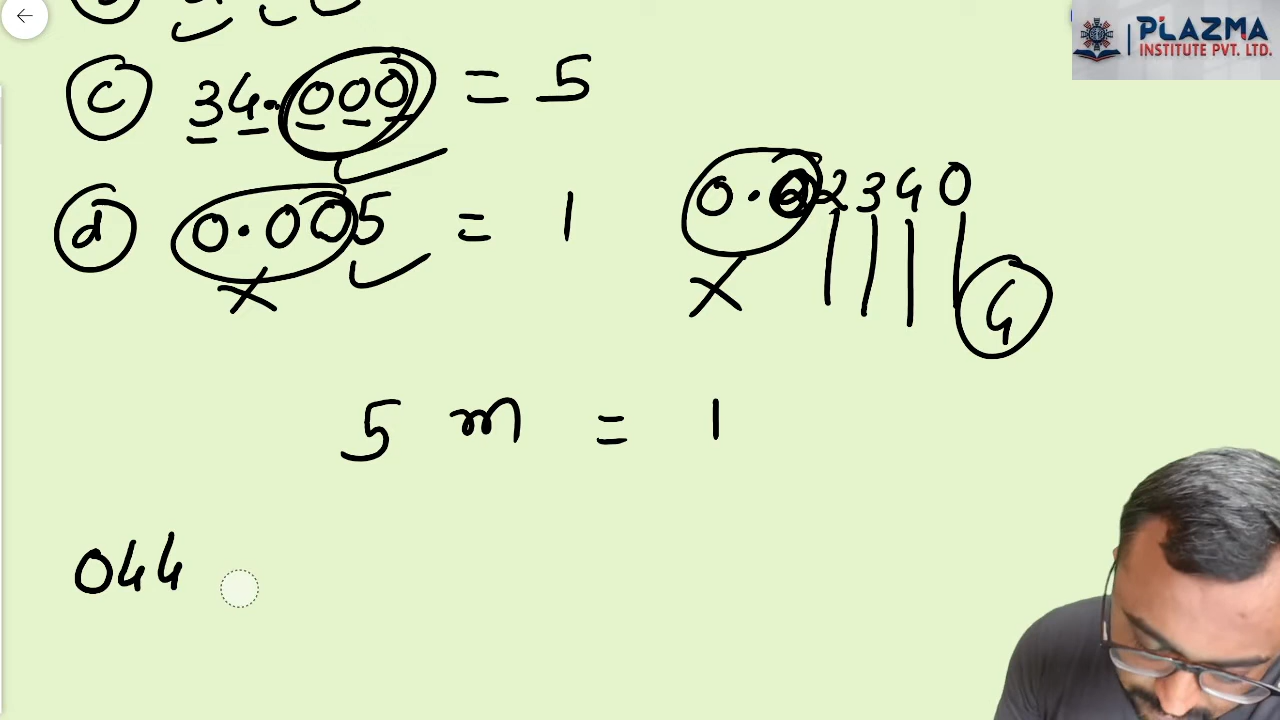 PLAZMA
INSTITUTE PVT. LTD.
c 34.000 = 5
d 0.005 = 1
0.02340
4
5 m = 1
044